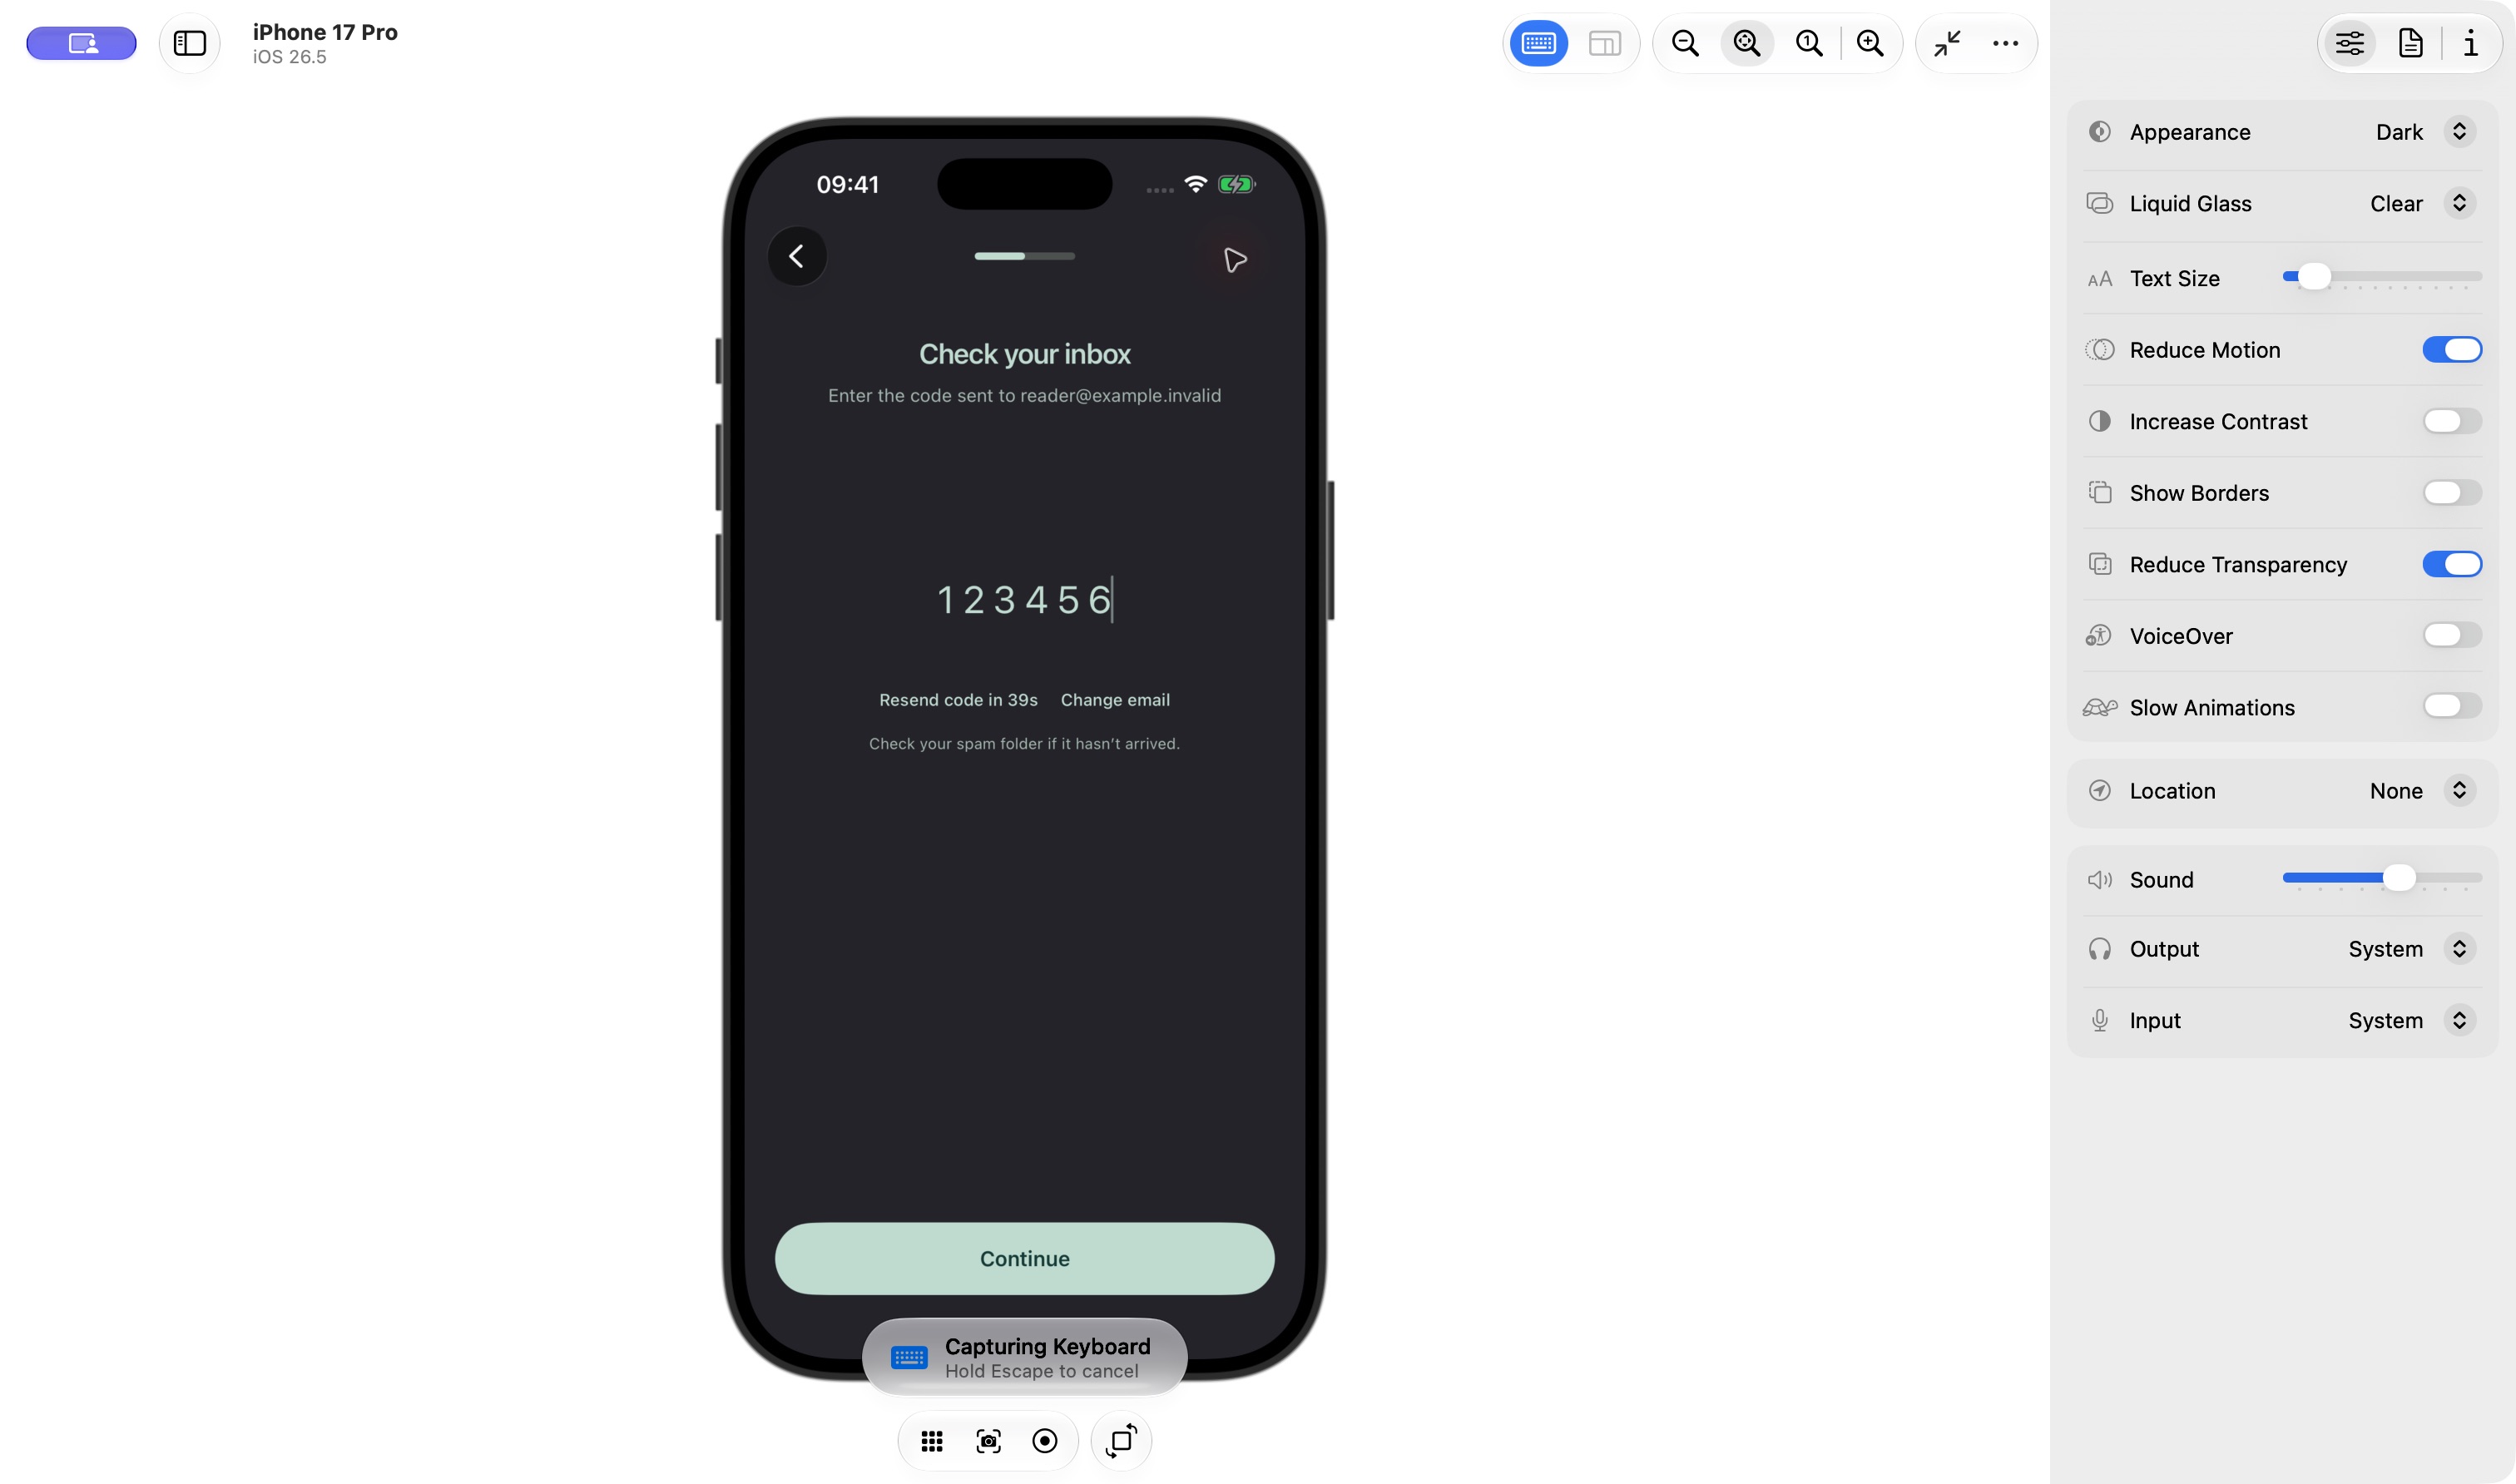 iPhone 17 Pro
iOS 26.5
09:41
Check your inbox
Enter the code sent to reader@example.invalid
1 2 3 4 5 6
Resend code in 39s Change email
Check your spam folder if it hasn't arrived.
Continue
Capturing Keyboard
Hold Escape to cancel
Appearance Dark
Liquid Glass Clear
AA Text Size
Reduce Motion
Increase Contrast
Show Borders
Reduce Transparency
VoiceOver
Slow Animations
Location None
Sound
Output System
Input System